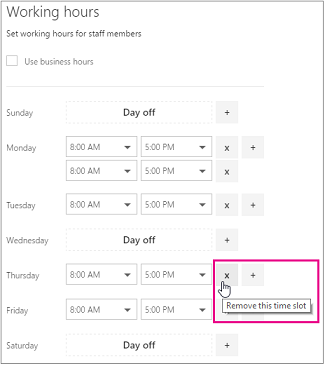 Working hours
Set working hours for staff members
Use business hours
Sunday Day off +
Monday 8:00 AM 5:00 PM x +
8:00 AM 5:00 PM x
Tuesday 8:00 AM 5:00 PM x +
Wednesday Day off +
Thursday 8:00 AM 5:00 PM x +
Remove this time slot
Friday 8:00 AM 5:00 PM
Saturday Day off +